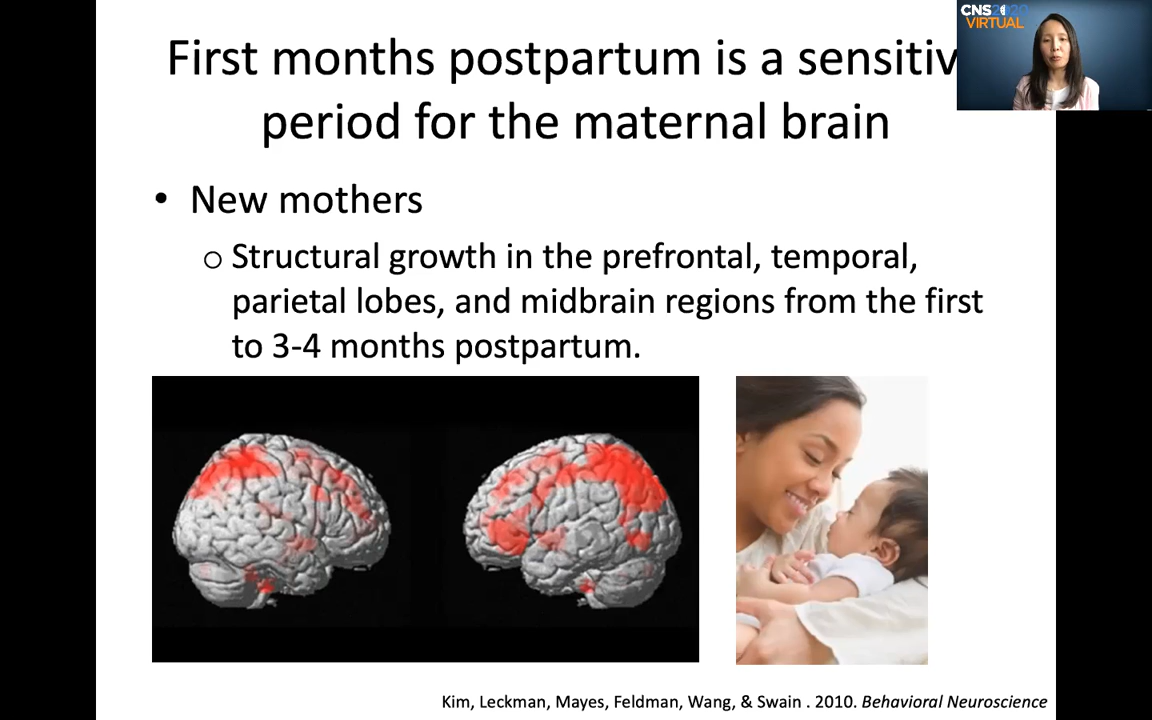 First months postpartum is a sensitiv
period for the maternal brain
CNS2020
VIRTUAL
• New mothers
o Structural growth in the prefrontal, temporal,
parietal lobes, and midbrain regions from the first
to 3-4 months postpartum.
Kim, Leckman, Mayes, Feldman, Wang, & Swain . 2010. Behavioral Neuroscience